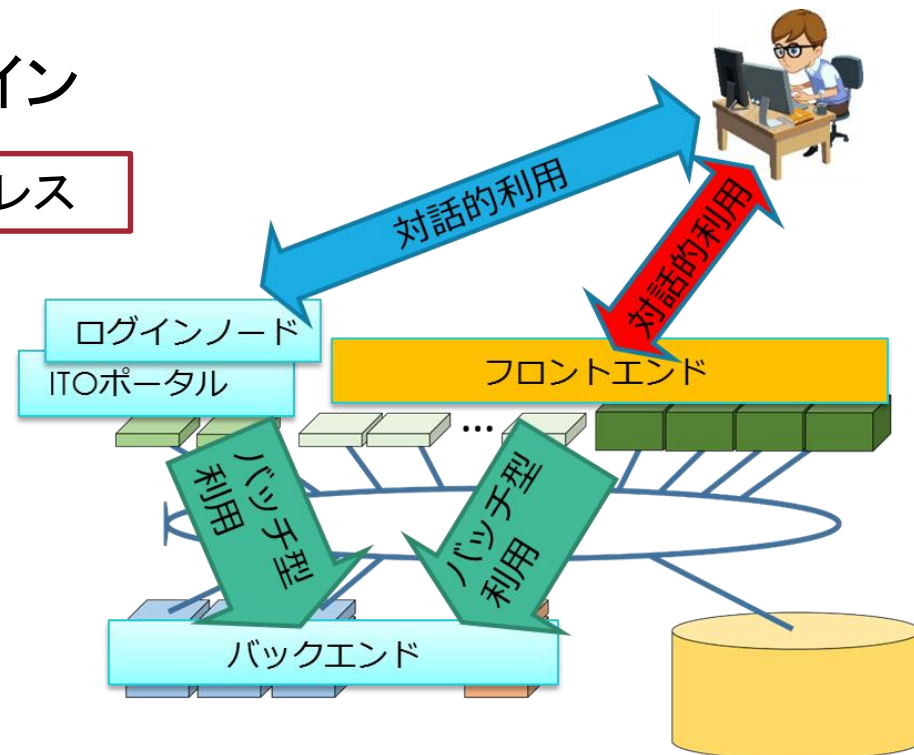 イン
レス
対話的利用
対話的利用
ログインノード
ITOポータル
フロントエンド
...
バッチ型
利用
バッチ型
利用
バックエンド